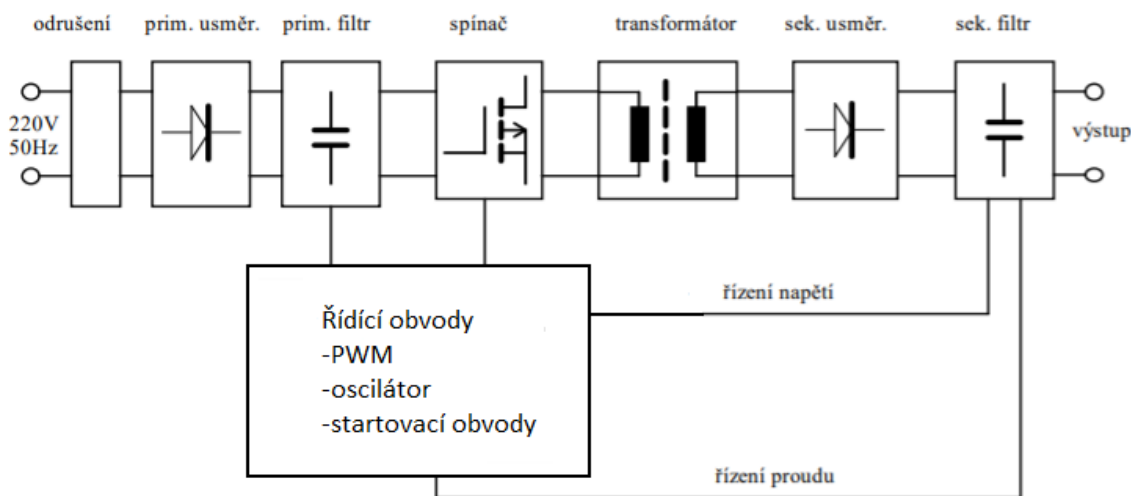 odrušení
prim. usměr.
prim. filtr
spínač
transformátor
sek. usměr.
sek. filtr
220V
50Hz
výstup
Řídící obvody
-PWM
-oscilátor
-startovací obvody
řízení napětí
řízení proudu